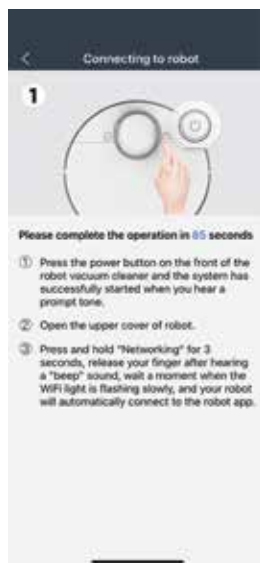 Connecting to robot
1
Please complete the operation in 85 seconds
① Press the power button on the front of the
robot vacuum cleaner and the system has
successfully started when you hear a
prompt tone.
② Open the upper cover of robot.
③ Press and hold "Networking" for 3
seconds, release your finger after hearing
a "beep" sound, wait a moment when the
WiFi light is flashing slowly, and your robot
will automatically connect to the robot app.